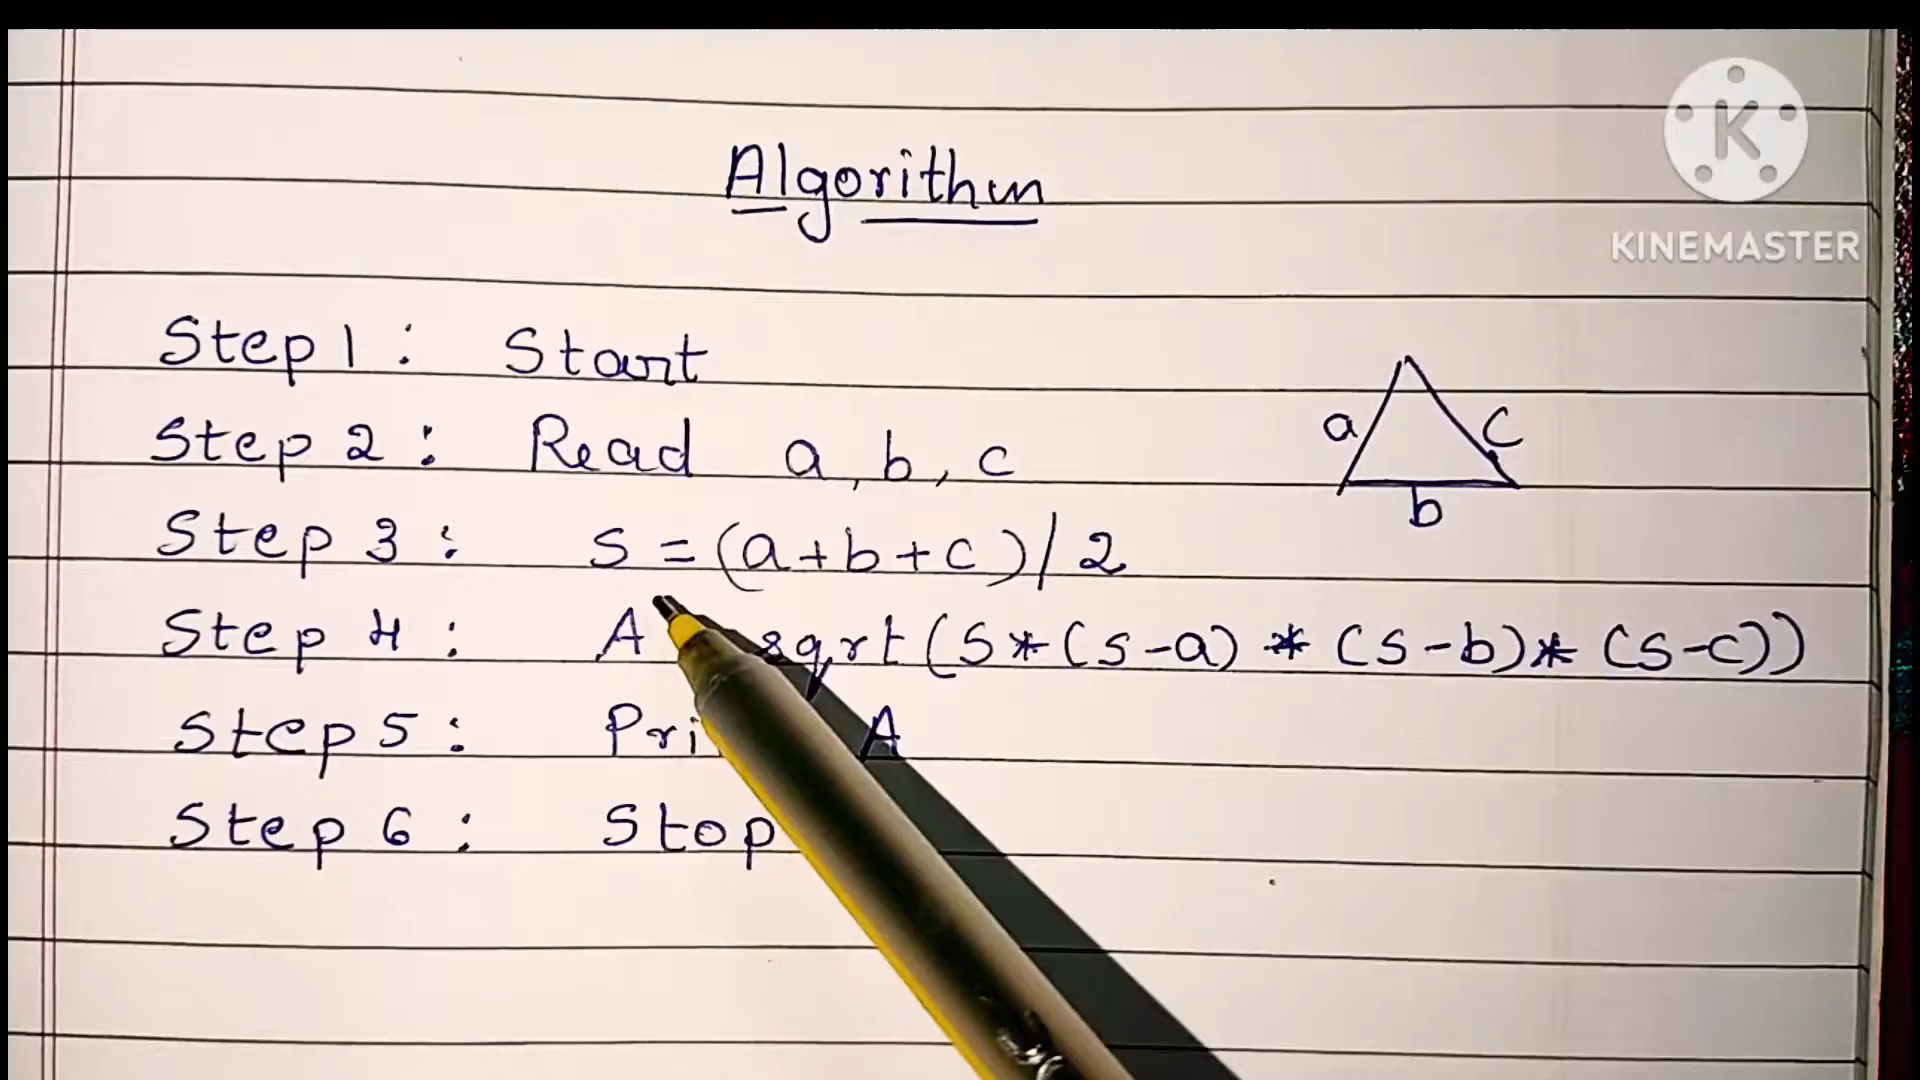 Algorithm
K
KINEMASTER
Step 1 : Start
Step 2 : Read a, b, c
a c
b
Step 3 : S = (a+b+c)/2
Step 4 : A sqrt(S*(S-a) * (S-b)* (S-c))
Step 5 : Pri A
Step 6 : Stop